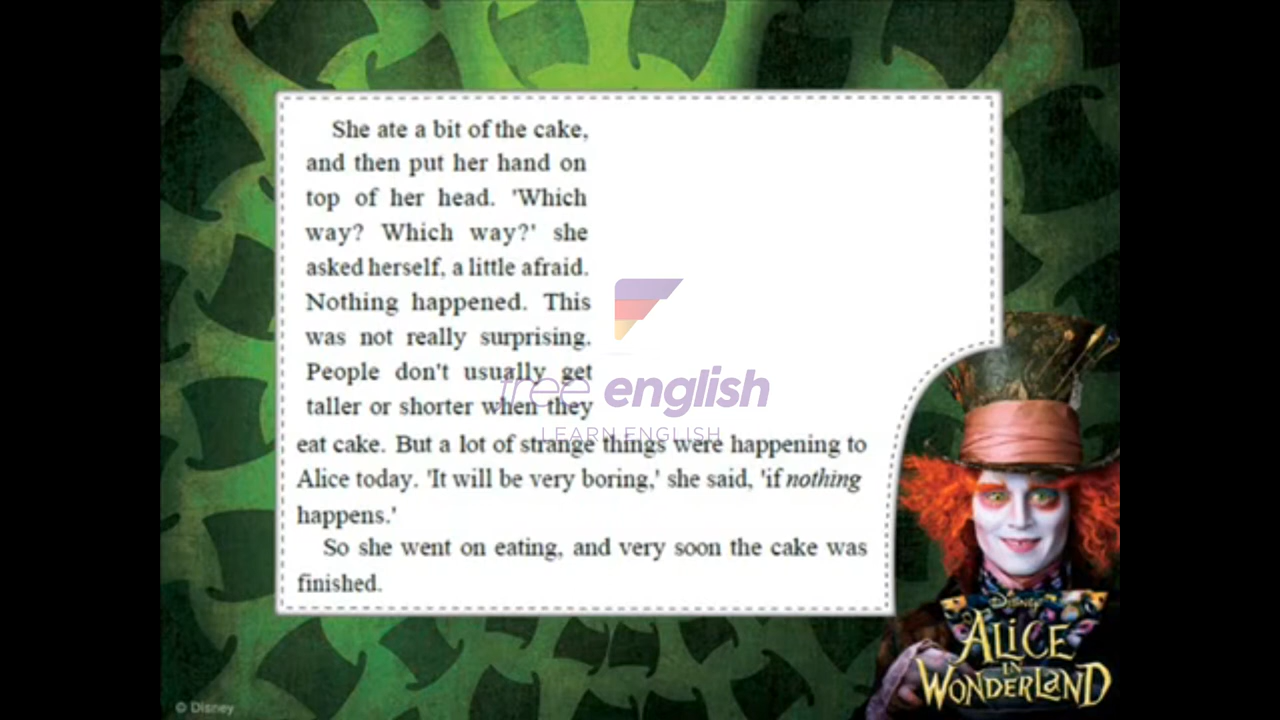 She ate a bit of the cake,
and then put her hand on
top of her head. 'Which
way? Which way?' she
asked herself, a little afraid.
Nothing happened. This
was not really surprising.
People don't usually get
taller or shorter when they
free english
LEARN ENGLISH
eat cake. But a lot of strange things were happening to
Alice today. 'It will be very boring,' she said, 'if nothing
happens.'
So she went on eating, and very soon the cake was
finished.
Disney
ALICE
IN
WONDERLAND
© Disney